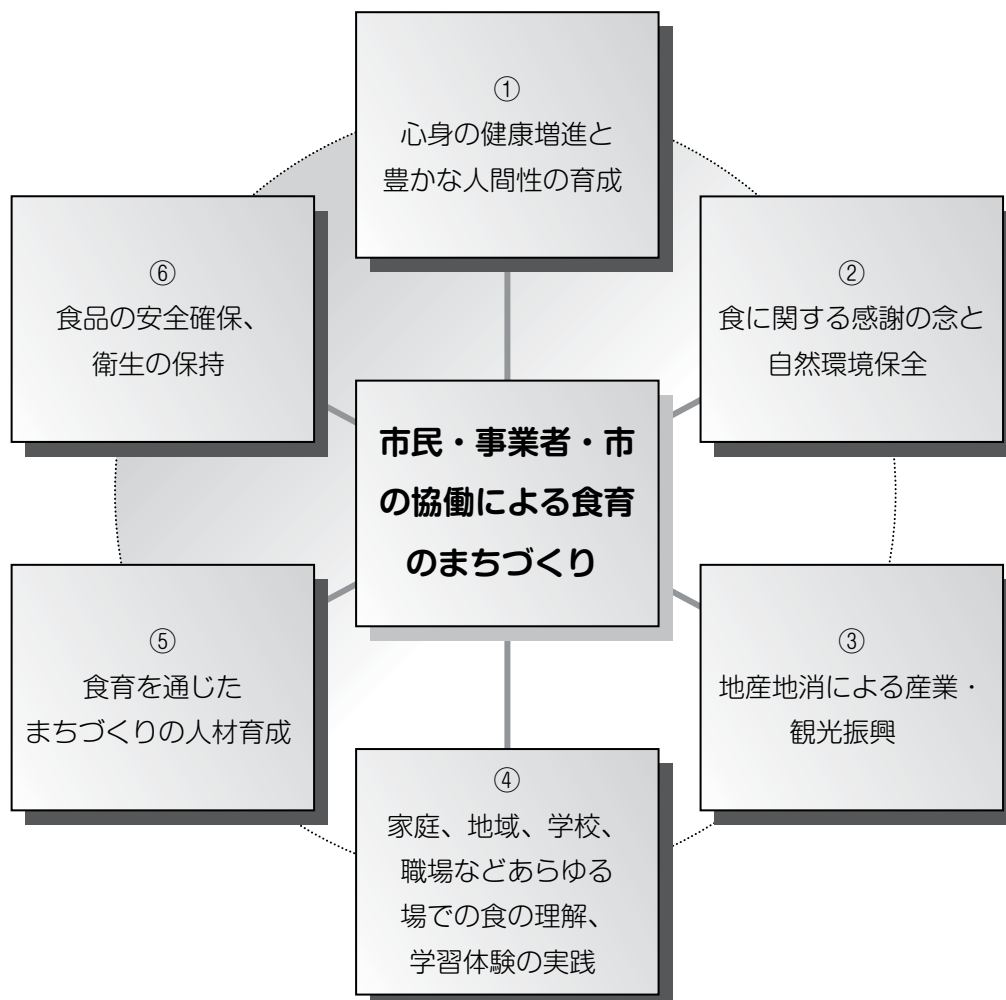 ①
心身の健康増進と
豊かな人間性の育成
②
食に関する感謝の念と
自然環境保全
③
地産地消による産業・
観光振興
④
家庭、地域、学校、
職場などあらゆる
場での食の理解、
学習体験の実践
⑤
食育を通じた
まちづくりの人材育成
⑥
食品の安全確保、
衛生の保持
市民・事業者・市
の協働による食育
のまちづくり